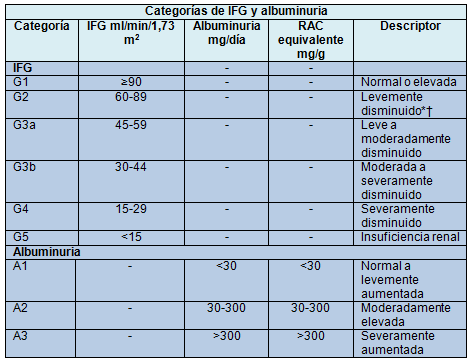 Categorías de IFG y albuminuria
Categoría IFG ml/min/1,73 m² Albuminuria mg/día RAC equivalente mg/g Descriptor
IFG - - -
G1 ≥90 - - Normal o elevada
G2 60-89 - - Levemente disminuido*†
G3a 45-59 - - Leve a moderadamente disminuido
G3b 30-44 - - Moderada a severamente disminuido
G4 15-29 - - Severamente disminuido
G5 <15 - - Insuficiencia renal
Albuminuria
A1 - <30 <30 Normal a levemente aumentada
A2 - 30-300 30-300 Moderadamente elevada
A3 - >300 >300 Severamente aumentada